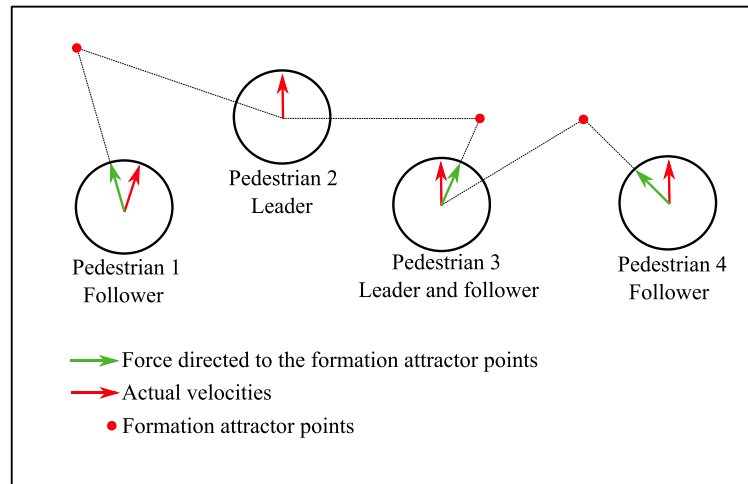 Pedestrian 2
Leader
Pedestrian 1
Follower
Pedestrian 3
Leader and follower
Pedestrian 4
Follower
Force directed to the formation attractor points
Actual velocities
Formation attractor points